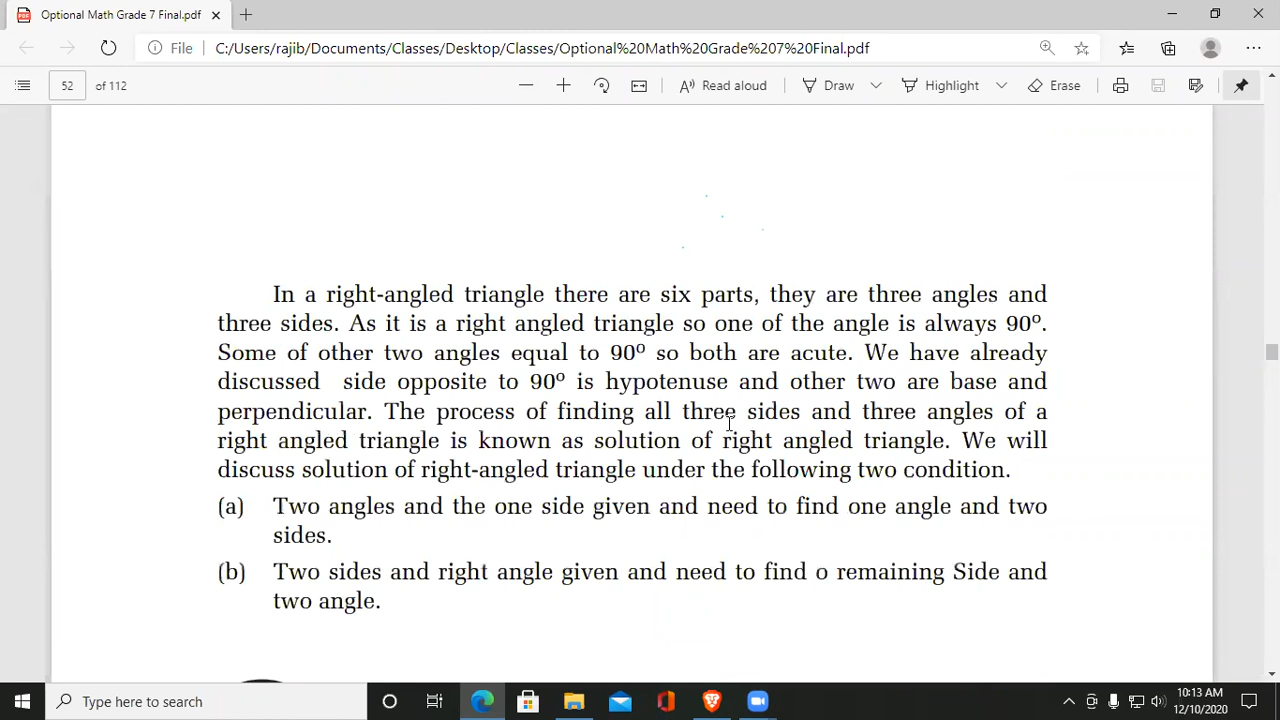 Optional Math Grade 7 Final.pdf
File C:/Users/rajib/Documents/Classes/Desktop/Classes/Optional%20Math%20Grade%207%20Final.pdf
52 of 112 Read aloud Draw Highlight Erase
In a right-angled triangle there are six parts, they are three angles and
three sides. As it is a right angled triangle so one of the angle is always 90º.
Some of other two angles equal to 90º so both are acute. We have already
discussed side opposite to 90º is hypotenuse and other two are base and
perpendicular. The process of finding all three sides and three angles of a
right angled triangle is known as solution of right angled triangle. We will
discuss solution of right-angled triangle under the following two condition.
(a) Two angles and the one side given and need to find one angle and two
sides.
(b) Two sides and right angle given and need to find o remaining Side and
two angle.
Type here to search
10:13 AM
12/10/2020